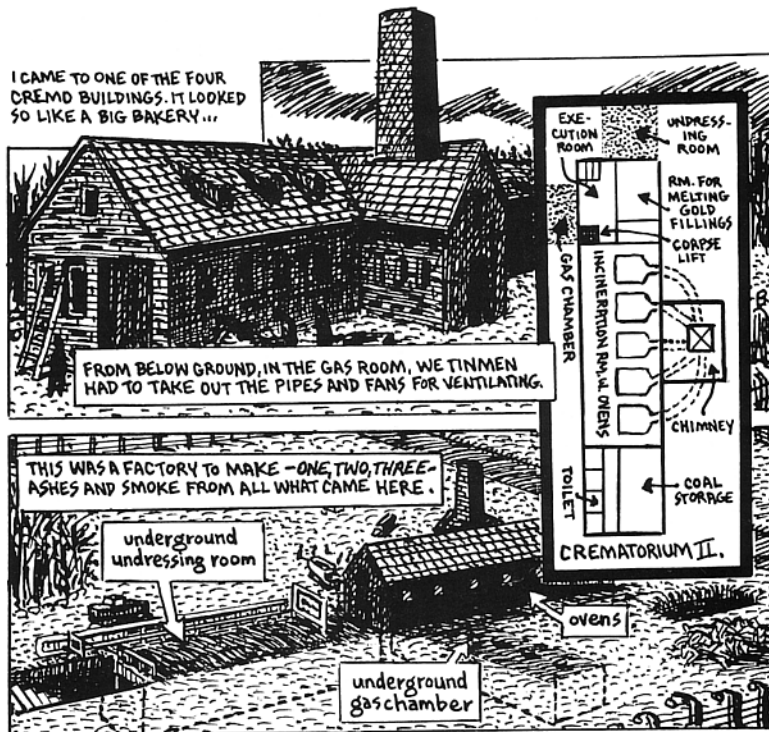 I CAME TO ONE OF THE FOUR
CREMO BUILDINGS. IT LOOKED
SO LIKE A BIG BAKERY...
EXE-
CUTION
ROOM
UNDRESS-
ING
ROOM
RM. FOR
MELTING
GOLD
FILLINGS
CORPSE
LIFT
GAS CHAMBER
INCINERATION RM. W. OVENS
CHIMNEY
TOILET
COAL
STORAGE
CREMATORIUM II.
FROM BELOW GROUND, IN THE GAS ROOM, WE TINMEN
HAD TO TAKE OUT THE PIPES AND FANS FOR VENTILATING.
THIS WAS A FACTORY TO MAKE -ONE, TWO, THREE-
ASHES AND SMOKE FROM ALL WHAT CAME HERE.
underground
undressing room
ovens
underground
gas chamber